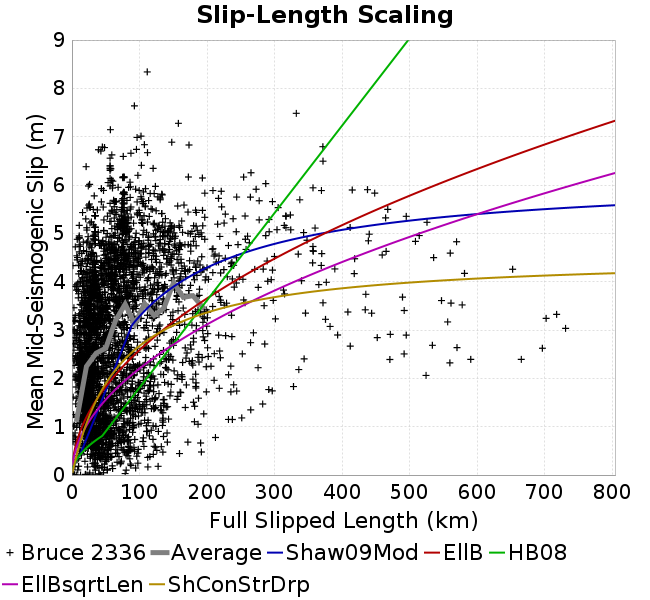 Slip-Length Scaling
9
8
7
6
5
4
3
2
1
0
Mean Mid-Seismogenic Slip (m)
0 100 200 300 400 500 600 700 800
Full Slipped Length (km)
Bruce 2336 Average Shaw09Mod EllB HB08
EllBsqrtLen ShConStrDrp